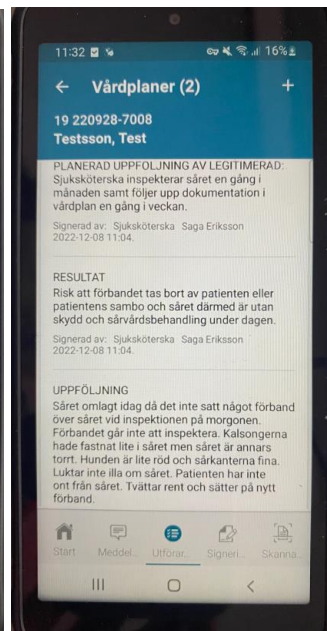 11:32 16%
Vårdplaner (2) +
19 220928-7008
Testsson, Test
PLANERAD UPPFÖLJNING AV LEGITIMERAD:
Sjuksköterska inspekterar såret en gång i
månaden samt följer upp dokumentation i
vårdplan en gång i veckan.
Signerad av: Sjuksköterska Saga Eriksson
2022-12-08 11:04.
RESULTAT
Risk att förbandet tas bort av patienten eller
patientens sambo och såret därmed är utan
skydd och sårvårdsbehandling under dagen.
Signerad av: Sjuksköterska Saga Eriksson
2022-12-08 11:04.
UPPFÖLJNING
Såret omlagt idag då det inte satt något förband
över såret vid inspektionen på morgonen.
Förbandet går inte att inspektera. Kalsongerna
hade fastnat lite i såret men såret är annars
torrt. Hunden är lite röd och sårkanterna fina.
Luktar inte illa om såret. Patienten har inte
ont från såret. Tvättar rent och sätter på nytt
förband.
Start Meddel... Utförar... Signeri... Skanna...